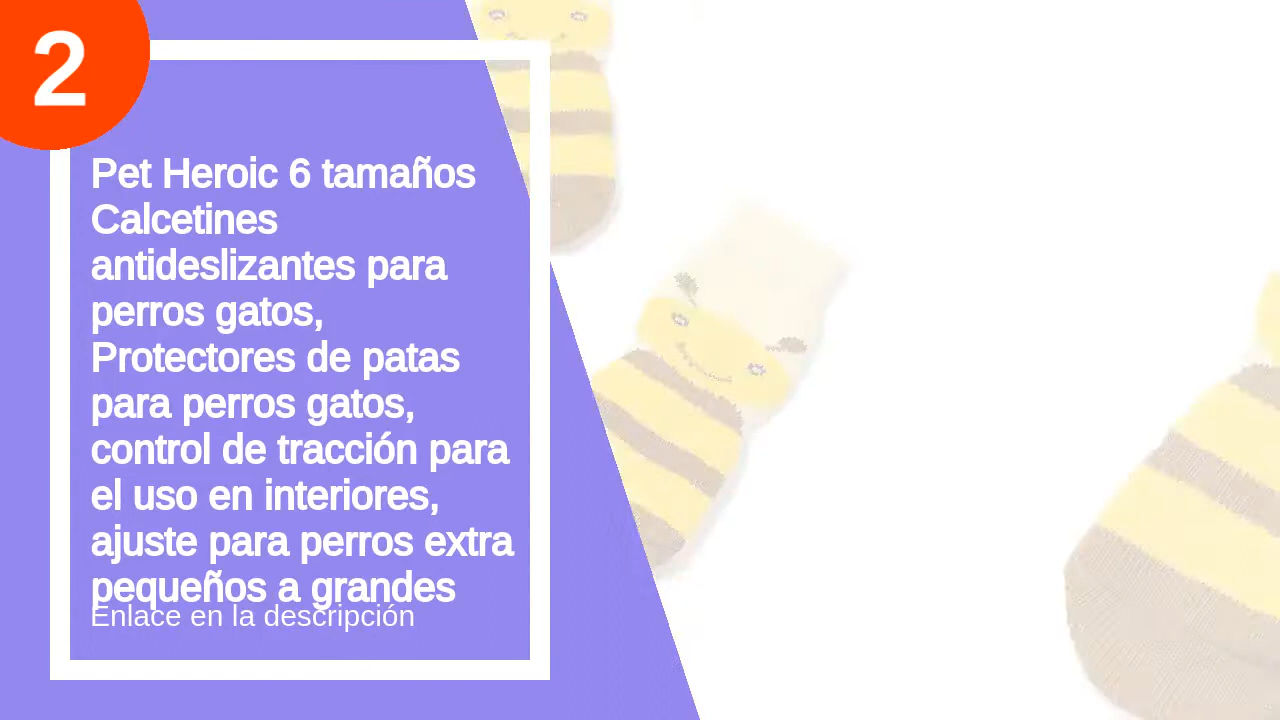 2
Pet Heroic 6 tamaños
Calcetines
antideslizantes para
perros gatos,
Protectores de patas
para perros gatos,
control de tracción para
el uso en interiores,
ajuste para perros extra
pequeños a grandes
Enlace en la descripción